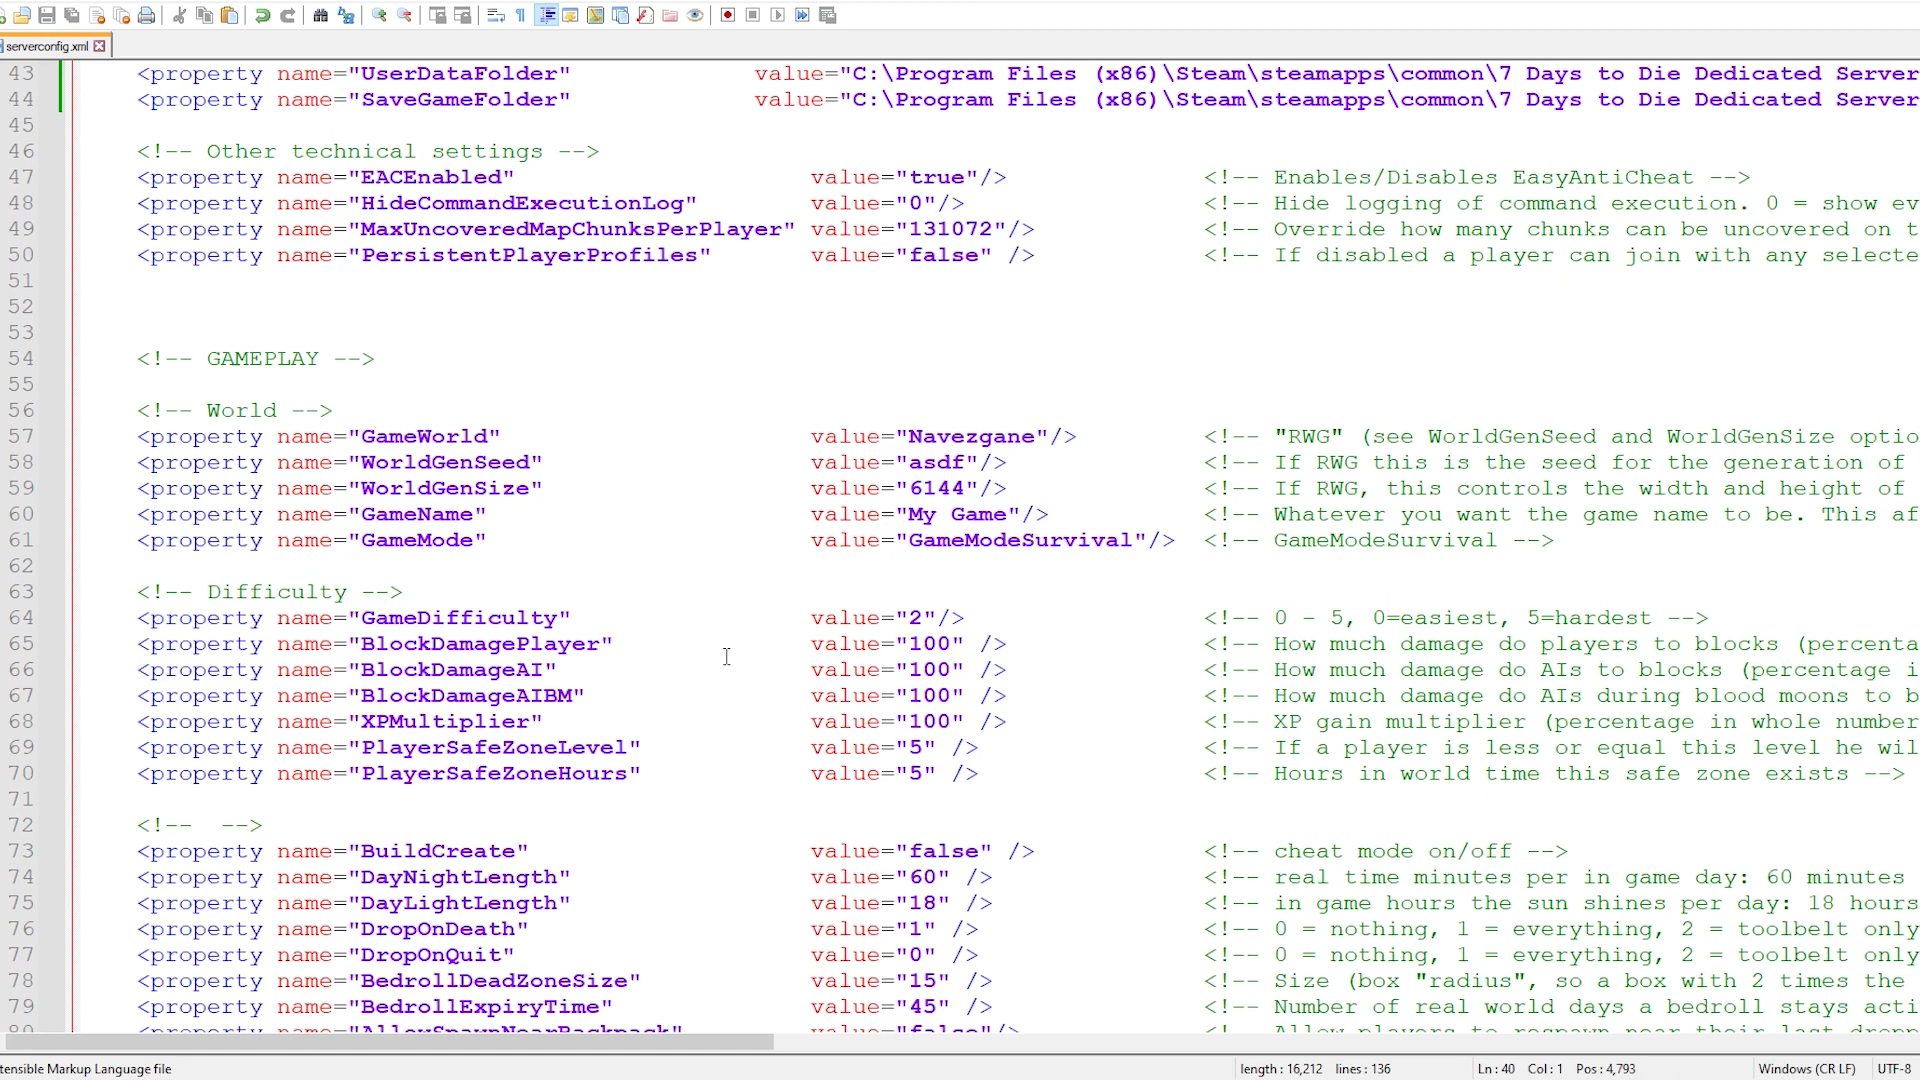 serverconfig.xml
43 <property name="UserDataFolder" value="C:\Program Files (x86)\Steam\steamapps\common\7 Days to Die Dedicated Server
44 <property name="SaveGameFolder" value="C:\Program Files (x86)\Steam\steamapps\common\7 Days to Die Dedicated Server
45
46 <!-- Other technical settings -->
47 <property name="EACEnabled" value="true"/> <!-- Enables/Disables EasyAntiCheat -->
48 <property name="HideCommandExecutionLog" value="0"/> <!-- Hide logging of command execution. 0 = show ev
49 <property name="MaxUncoveredMapChunksPerPlayer" value="131072"/> <!-- Override how many chunks can be uncovered on t
50 <property name="PersistentPlayerProfiles" value="false" /> <!-- If disabled a player can join with any selecte
51
52
53
54 <!-- GAMEPLAY -->
55
56 <!-- World -->
57 <property name="GameWorld" value="Navezgane"/> <!-- "RWG" (see WorldGenSeed and WorldGenSize optio
58 <property name="WorldGenSeed" value="asdf"/> <!-- If RWG this is the seed for the generation of
59 <property name="WorldGenSize" value="6144"/> <!-- If RWG, this controls the width and height of
60 <property name="GameName" value="My Game"/> <!-- Whatever you want the game name to be. This af
61 <property name="GameMode" value="GameModeSurvival"/> <!-- GameModeSurvival -->
62
63 <!-- Difficulty -->
64 <property name="GameDifficulty" value="2"/> <!-- 0 - 5, 0=easiest, 5=hardest -->
65 <property name="BlockDamagePlayer" value="100" /> <!-- How much damage do players to blocks (percenta
66 <property name="BlockDamageAI" value="100" /> <!-- How much damage do AIs to blocks (percentage i
67 <property name="BlockDamageAIBM" value="100" /> <!-- How much damage do AIs during blood moons to b
68 <property name="XPMultiplier" value="100" /> <!-- XP gain multiplier (percentage in whole number
69 <property name="PlayerSafeZoneLevel" value="5" /> <!-- If a player is less or equal this level he wil
70 <property name="PlayerSafeZoneHours" value="5" /> <!-- Hours in world time this safe zone exists -->
71
72 <!--  -->
73 <property name="BuildCreate" value="false" /> <!-- cheat mode on/off -->
74 <property name="DayNightLength" value="60" /> <!-- real time minutes per in game day: 60 minutes
75 <property name="DayLightLength" value="18" /> <!-- in game hours the sun shines per day: 18 hours
76 <property name="DropOnDeath" value="1" /> <!-- 0 = nothing, 1 = everything, 2 = toolbelt only
77 <property name="DropOnQuit" value="0" /> <!-- 0 = nothing, 1 = everything, 2 = toolbelt only
78 <property name="BedrollDeadZoneSize" value="15" /> <!-- Size (box "radius", so a box with 2 times the
79 <property name="BedrollExpiryTime" value="45" /> <!-- Number of real world days a bedroll stays acti
80 <property name="AllowSpawnNearBackpack" value="false"/> <!-- Allow players to respawn near their last dropp
tensible Markup Language file length : 16,212 lines : 136 Ln : 40 Col : 1 Pos : 4,793 Windows (CR LF) UTF-8